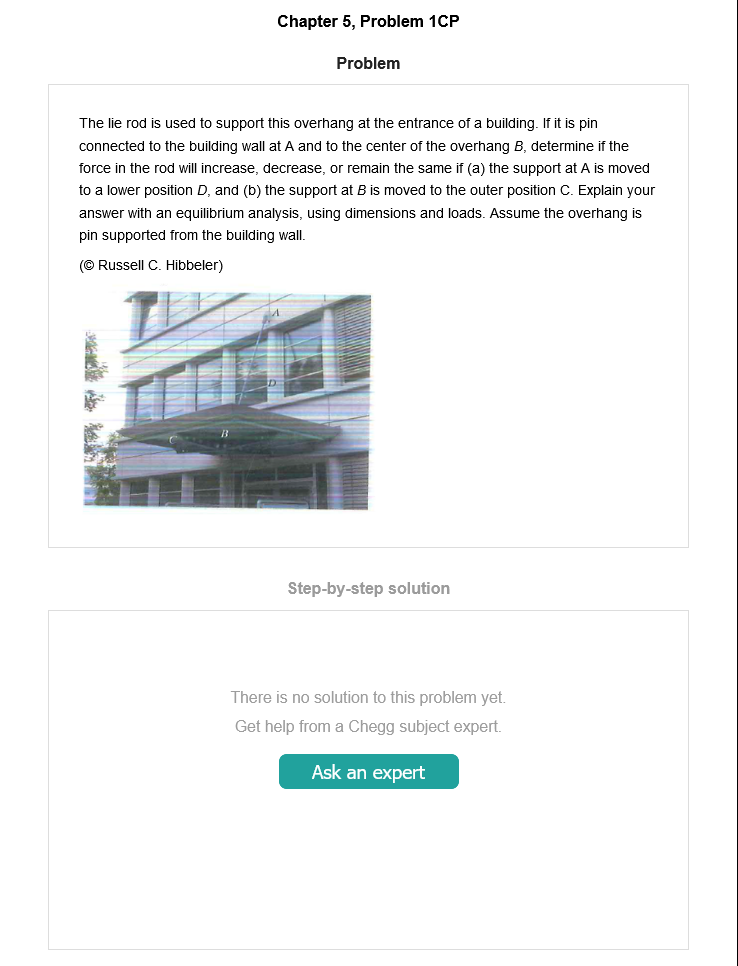 Chapter 5, Problem 1CP
Problem
The lie rod is used to support this overhang at the entrance of a building. If it is pin
connected to the building wall at A and to the center of the overhang B, determine if the
force in the rod will increase, decrease, or remain the same if (a) the support at A is moved
to a lower position D, and (b) the support at B is moved to the outer position C. Explain your
answer with an equilibrium analysis, using dimensions and loads. Assume the overhang is
pin supported from the building wall.
(© Russell C. Hibbeler)
A
D
B
C
Step-by-step solution
There is no solution to this problem yet.
Get help from a Chegg subject expert.
Ask an expert